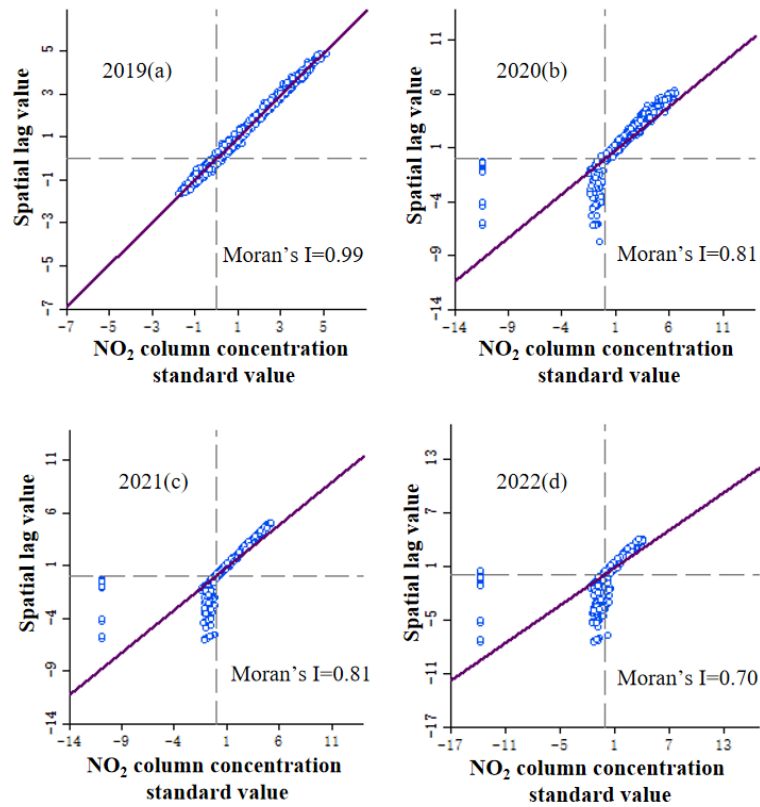 Spatial lag value
5
3
1
-1
-3
-5
-7
2019(a)
Moran's I=0.99
-7 -5 -3 -1 1 3 5
NO₂ column concentration
standard value
Spatial lag value
11
6
1
-4
-9
-14
2020(b)
Moran's I=0.81
-14 -9 -4 1 6 11
NO₂ column concentration
standard value
Spatial lag value
11
6
1
-4
-9
-14
2021(c)
Moran's I=0.81
-14 -9 -4 1 6 11
NO₂ column concentration
standard value
Spatial lag value
13
7
1
-5
-11
-17
2022(d)
Moran's I=0.70
-17 -11 -5 1 7 13
NO₂ column concentration
standard value